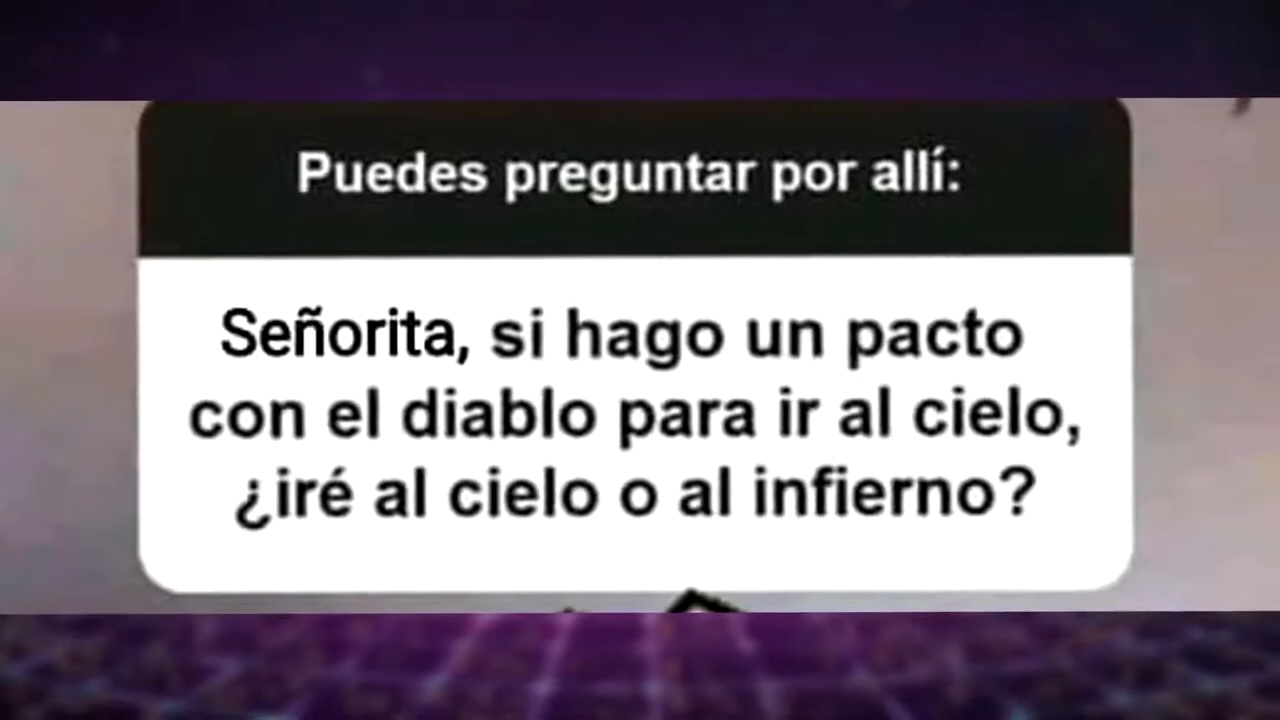 Puedes preguntar por allí:
Señorita, si hago un pacto
con el diablo para ir al cielo,
¿iré al cielo o al infierno?